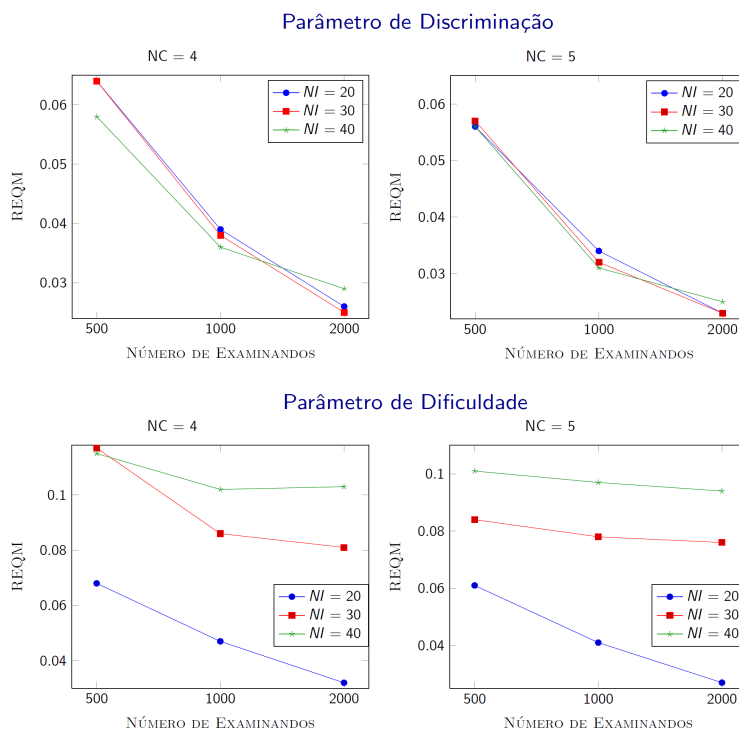 Parâmetro de Discriminação
NC = 4
NC = 5
NI = 20
NI = 30
NI = 40
0.06
0.05
0.04
0.03
REQM
500 1000 2000
Número de Examinandos
NI = 20
NI = 30
NI = 40
0.06
0.05
0.04
0.03
REQM
500 1000 2000
Número de Examinandos
Parâmetro de Dificuldade
NC = 4
NC = 5
0.1
0.08
0.06
0.04
REQM
NI = 20
NI = 30
NI = 40
500 1000 2000
Número de Examinandos
0.1
0.08
0.06
0.04
REQM
NI = 20
NI = 30
NI = 40
500 1000 2000
Número de Examinandos